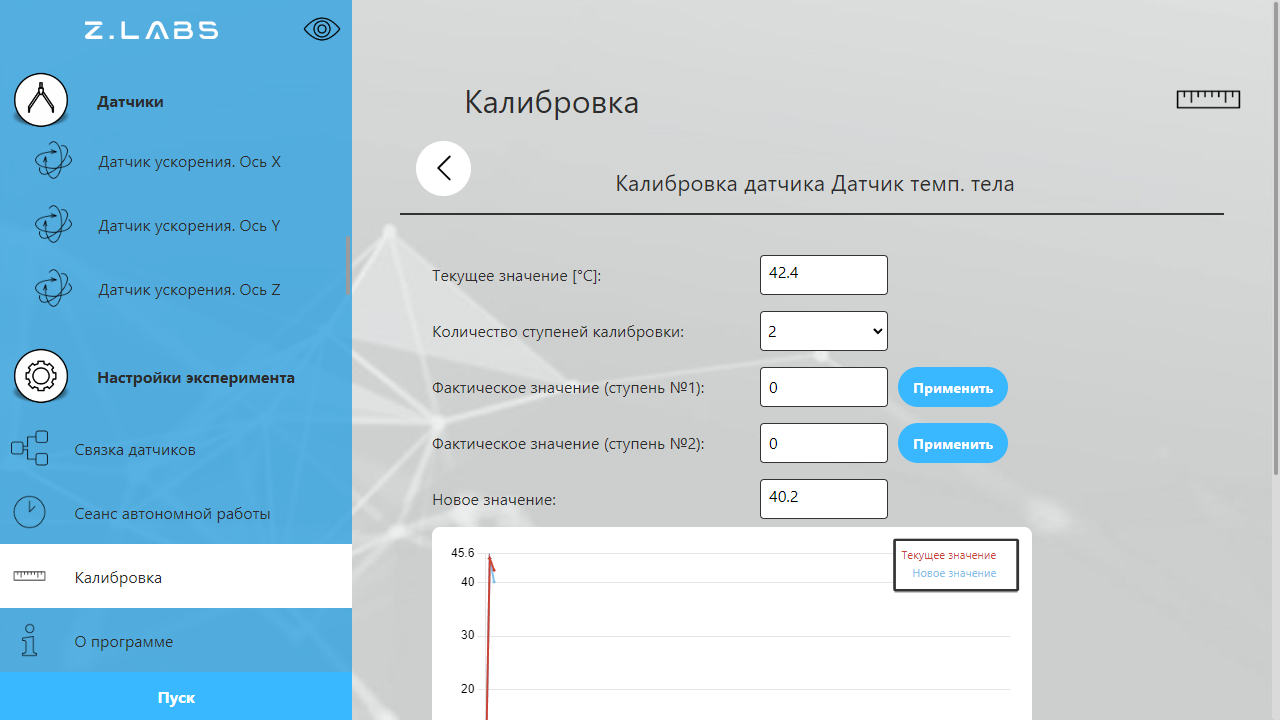 Z.LABS
Датчики
Датчик ускорения. Ось X
Датчик ускорения. Ось Y
Датчик ускорения. Ось Z
Настройки эксперимента
Связка датчиков
Сеанс автономной работы
Калибровка
О программе
Пуск
Калибровка
Калибровка датчика Датчик темп. тела
Текущее значение [°C]: 42.4
Количество ступеней калибровки: 2
Фактическое значение (ступень №1): 0 Применить
Фактическое значение (ступень №2): 0 Применить
Новое значение: 40.2
Текущее значение
Новое значение
45.6
40
30
20